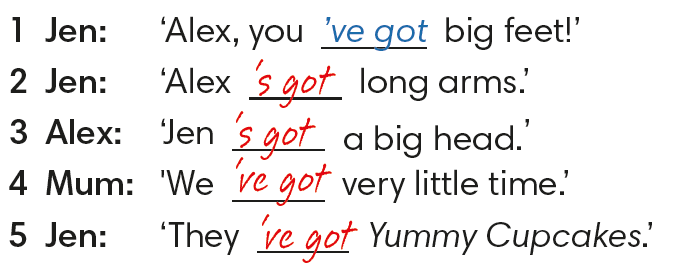 1 Jen: ‘Alex, you ’ve got big feet!’
2 Jen: ‘Alex 's got long arms.’
3 Alex: ‘Jen 's got a big head.’
4 Mum: 'We 've got very little time.’
5 Jen: ‘They 've got Yummy Cupcakes.’